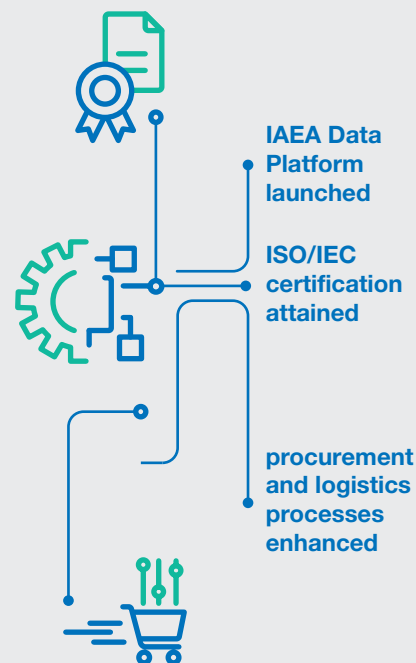 IAEA Data
Platform
launched
ISO/IEC
certification
attained
procurement
and logistics
processes
enhanced